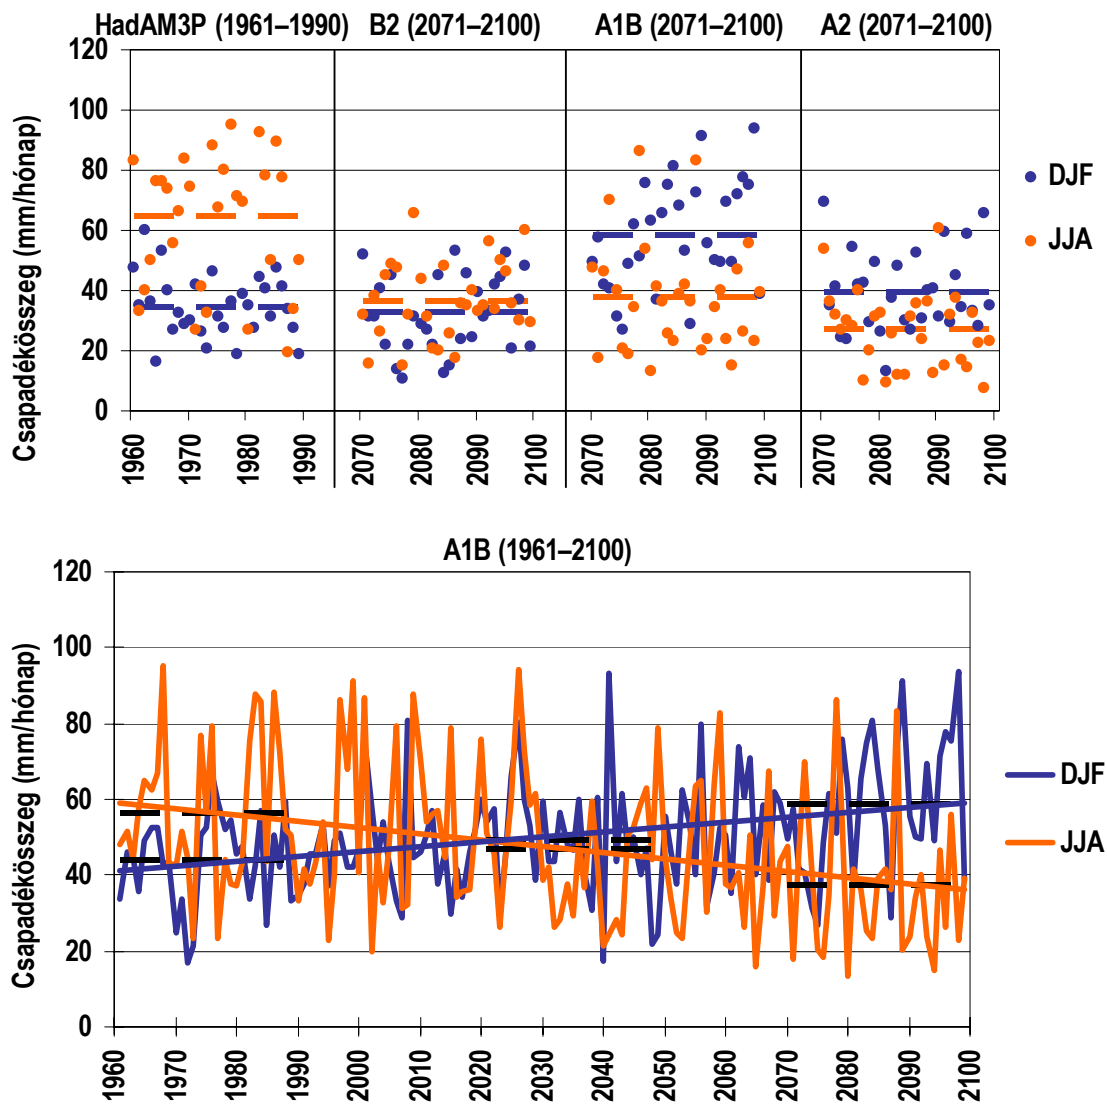 HadAM3P (1961–1990) B2 (2071–2100) A1B (2071–2100) A2 (2071–2100)
Csapadékösszeg (mm/hónap)
120
100
80
60
40
20
0
1960 1970 1980 1990 2070 2080 2090 2100 2070 2080 2090 2100 2070 2080 2090 2100
DJF
JJA
A1B (1961–2100)
Csapadékösszeg (mm/hónap)
120
100
80
60
40
20
0
1960 1970 1980 1990 2000 2010 2020 2030 2040 2050 2060 2070 2080 2090 2100
DJF
JJA